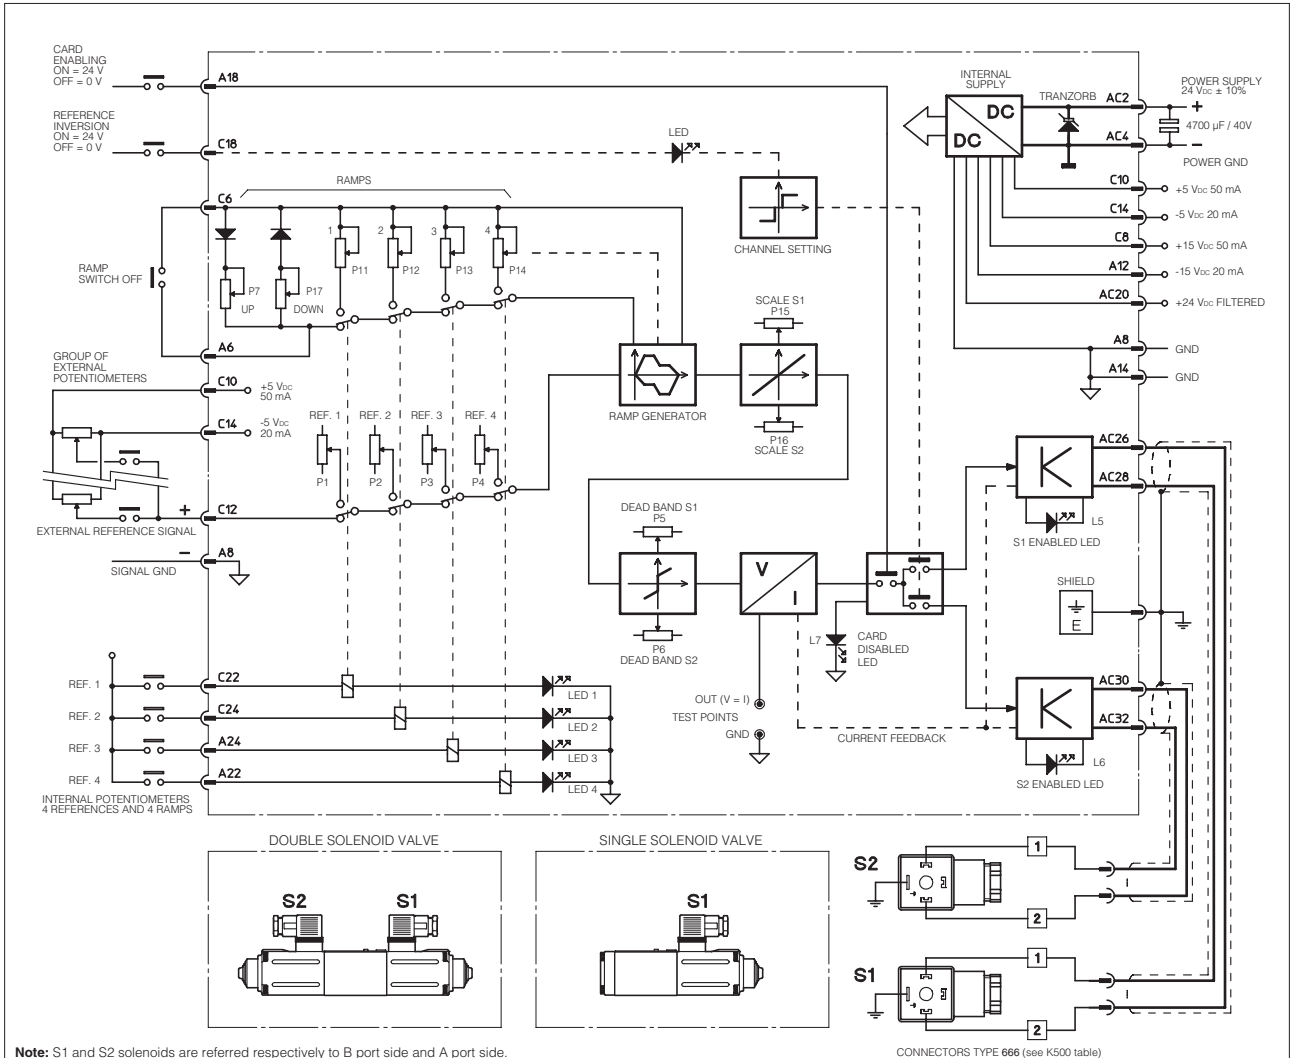 CARD
ENABLING
ON = 24 V
OFF = 0 V
A18
REFERENCE
INVERSION
ON = 24 V
OFF = 0 V
C18
LED
INTERNAL
SUPPLY
DC
DC
TRANZORB
AC2
POWER SUPPLY
24 VDC ± 10%
+
4700 µF / 40V
AC4
−
POWER GND
C10
+5 VDC 50 mA
C14
-5 VDC 20 mA
C8
+15 VDC 50 mA
A12
-15 VDC 20 mA
AC20
+24 VDC FILTERED
A8
GND
A14
GND
RAMPS
C6
1
2
3
4
P11
P12
P13
P14
CHANNEL SETTING
RAMP
SWITCH OFF
P7
UP
P17
DOWN
A6
SCALE S1
P15
P16
SCALE S2
RAMP GENERATOR
GROUP OF
EXTERNAL
POTENTIOMETERS
C10
+5 VDC
50 mA
C14
-5 VDC
20 mA
REF. 1
REF. 2
REF. 3
REF. 4
P1
P2
P3
P4
+
C12
EXTERNAL REFERENCE SIGNAL
−
A8
SIGNAL GND
DEAD BAND S1
P5
P6
DEAD BAND S2
V
I
L7
CARD
DISABLED
LED
AC26
AC28
K
L5
S1 ENABLED LED
SHIELD
E
AC30
AC32
K
L6
S2 ENABLED LED
OUT (V = I)
TEST POINTS
GND
CURRENT FEEDBACK
REF. 1
C22
LED 1
REF. 2
C24
LED 2
REF. 3
A24
LED 3
REF. 4
A22
LED 4
INTERNAL POTENTIOMETERS
4 REFERENCES AND 4 RAMPS
DOUBLE SOLENOID VALVE
S2
S1
SINGLE SOLENOID VALVE
S1
S2
1
2
S1
1
2
Note: S1 and S2 solenoids are referred respectively to B port side and A port side.
CONNECTORS TYPE 666 (see K500 table)